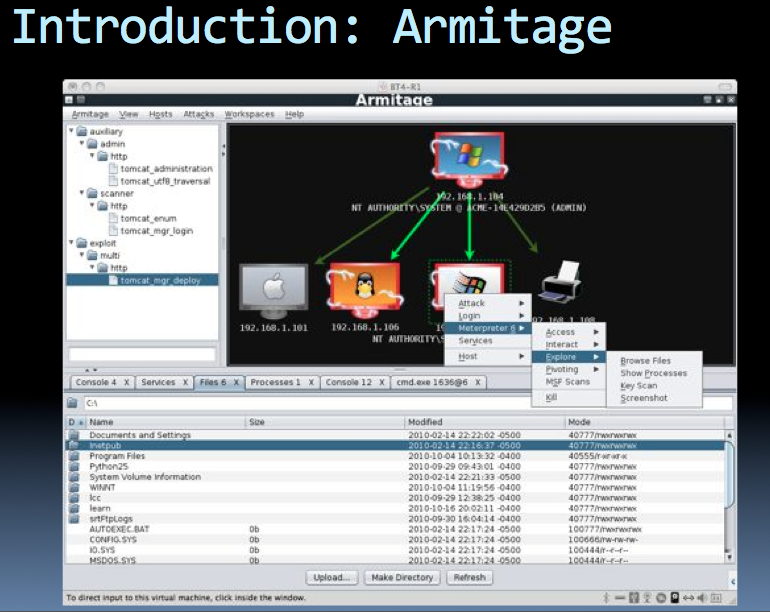 Introduction: Armitage
BT4-R1
Armitage
Armitage View Hosts Attacks Workspaces Help
auxiliary
admin
http
tomcat_administration
tomcat_utf8_traversal
scanner
http
tomcat_enum
tomcat_mgr_login
exploit
multi
http
tomcat_mgr_deploy
192.168.1.104
NT AUTHORITY\SYSTEM @ ACME-14E429D2B5 (ADMIN)
192.168.1.101
192.168.1.106
192.168.1.108
NT AUTHORITY\S
Attack
Login
Meterpreter 6
Services
Host
Access
Interact
Explore
Pivoting
MSF Scans
Kill
Browse Files
Show Processes
Key Scan
Screenshot
Console 4 X Services X Files 6 X Processes 1 X Console 12 X cmd.exe 1636@6 X
C:\
D Name Size Modified Mode
Documents and Settings 2010-02-14 22:22:02 -0500 40777/rwxrwxrwx
Inetpub 2010-02-14 22:16:37 -0500 40777/rwxrwxrwx
Program Files 2010-10-04 10:13:32 -0400 40555/r-xr-xr-x
Python25 2010-09-29 09:43:01 -0400 40777/rwxrwxrwx
System Volume Information 2010-02-14 22:21:33 -0500 40777/rwxrwxrwx
WINNT 2010-10-04 11:19:56 -0400 40777/rwxrwxrwx
lcc 2010-09-29 12:38:25 -0400 40777/rwxrwxrwx
learn 2010-10-16 20:02:11 -0400 40777/rwxrwxrwx
srtFtpLogs 2010-09-30 16:04:14 -0400 40777/rwxrwxrwx
AUTOEXEC.BAT 0b 2010-02-14 22:17:24 -0500 100777/rwxrwxrwx
CONFIG.SYS 0b 2010-02-14 22:17:24 -0500 100666/rw-rw-rw-
IO.SYS 0b 2010-02-14 22:17:24 -0500 100444/r--r--r--
MSDOS.SYS 0b 2010-02-14 22:17:24 -0500 100444/r--r--r--
Upload... Make Directory Refresh
To direct input to this virtual machine, click inside the window.